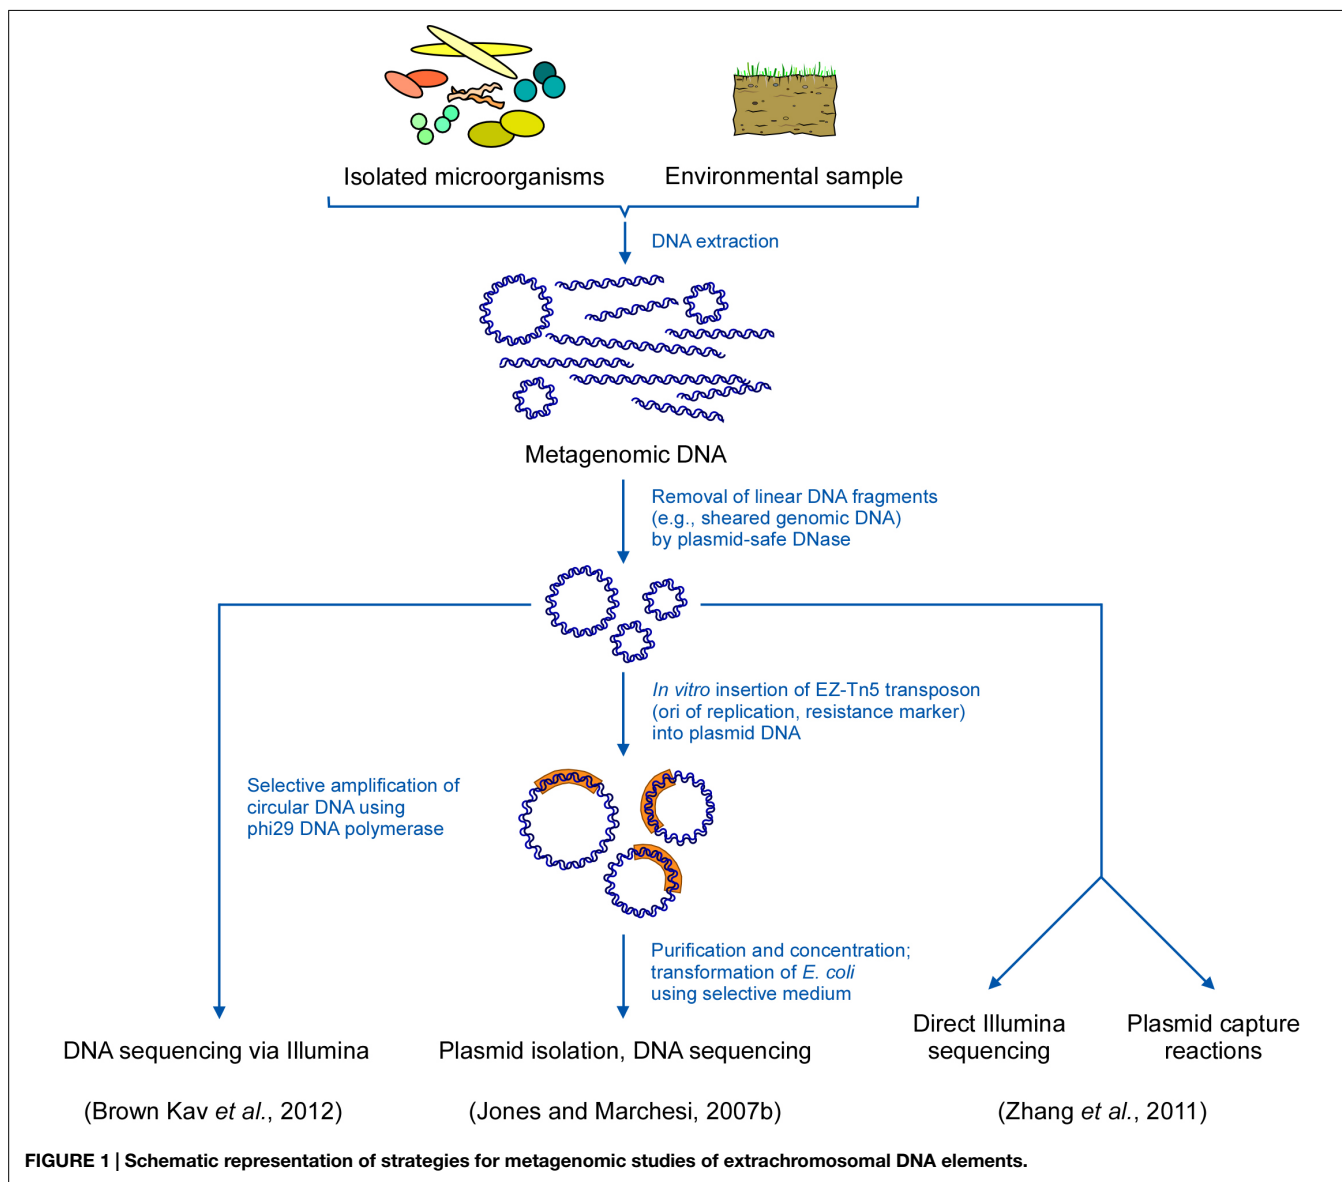 Isolated microorganisms
Environmental sample
DNA extraction
Metagenomic DNA
Removal of linear DNA fragments
(e.g., sheared genomic DNA)
by plasmid-safe DNase
In vitro insertion of EZ-Tn5 transposon
(ori of replication, resistance marker)
into plasmid DNA
Selective amplification of
circular DNA using
phi29 DNA polymerase
Purification and concentration;
transformation of E. coli
using selective medium
DNA sequencing via Illumina
(Brown Kav et al., 2012)
Plasmid isolation, DNA sequencing
(Jones and Marchesi, 2007b)
Direct Illumina
sequencing
Plasmid capture
reactions
(Zhang et al., 2011)
FIGURE 1 | Schematic representation of strategies for metagenomic studies of extrachromosomal DNA elements.